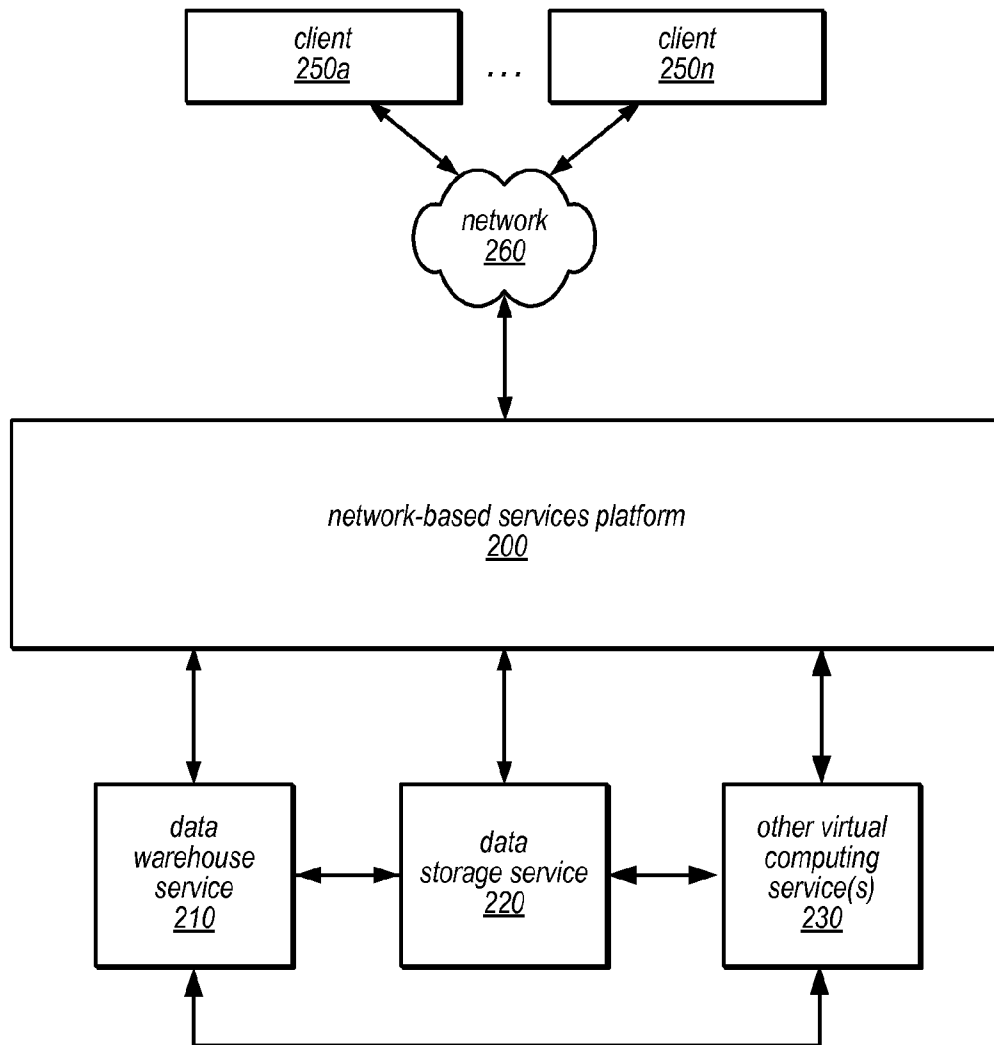 client
250a
...
client
250n
network
260
network-based services platform
200
data
warehouse
service
210
data
storage service
220
other virtual
computing
service(s)
230